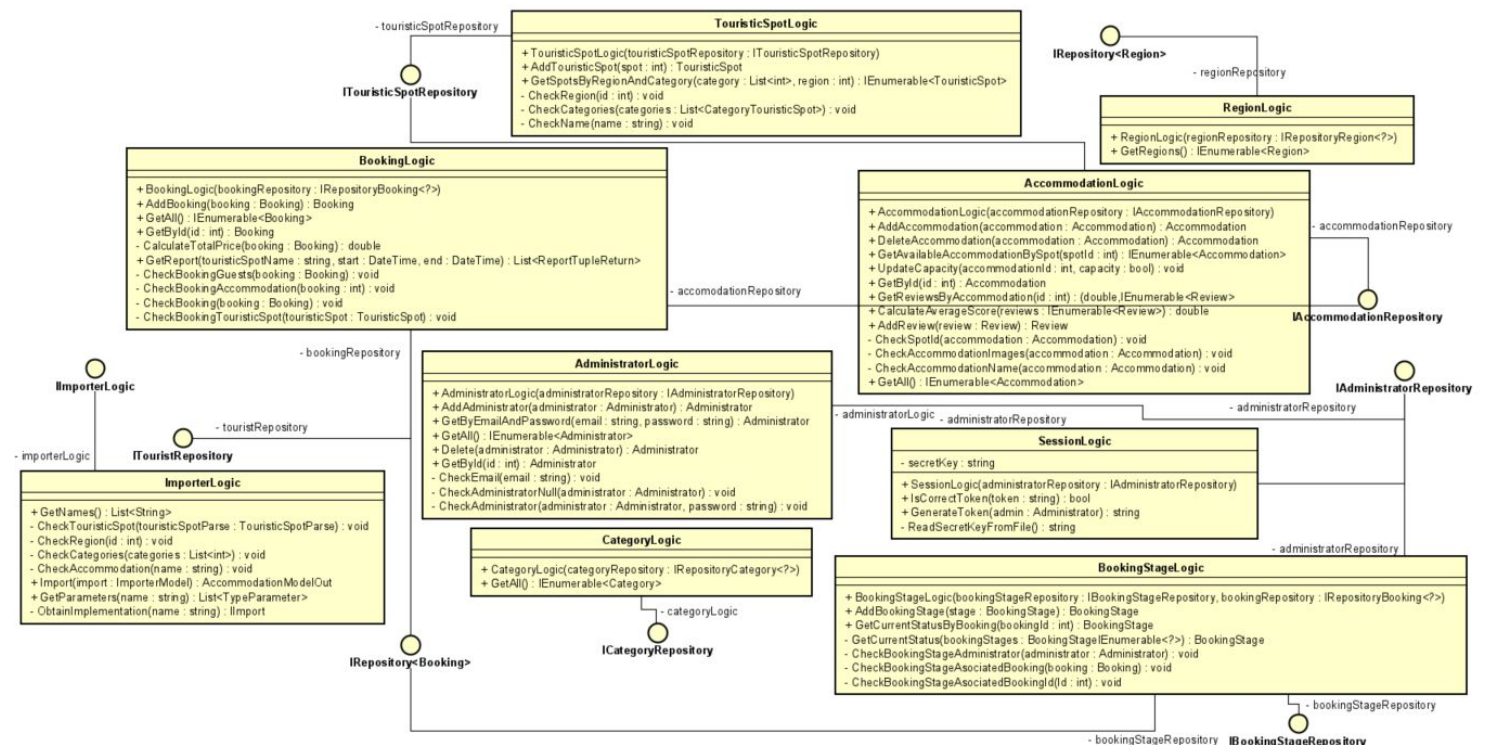 - touristicSpotRepository
ITouristicSpotRepository
TouristicSpotLogic
+ TouristicSpotLogic(touristicSpotRepository : ITouristicSpotRepository)
+ AddTouristicSpot(spot : int) : TouristicSpot
+ GetSpotsByRegionAndCategory(category : List<int>, region : int) : IEnumerable<TouristicSpot>
- CheckRegion(id : int) : void
- CheckCategories(categories : List<CategoryTouristicSpot>) : void
- CheckName(name : string) : void
IRepository<Region>
- regionRepository
RegionLogic
+ RegionLogic(regionRepository : IRepositoryRegion<?>)
+ GetRegions() : IEnumerable<Region>
BookingLogic
+ BookingLogic(bookingRepository : IRepositoryBooking<?>)
+ AddBooking(booking : Booking) : Booking
+ GetAll() : IEnumerable<Booking>
+ GetById(id : int) : Booking
- CalculateTotalPrice(booking : Booking) : double
+ GetReport(touristicSpotName : string, start : DateTime, end : DateTime) : List<ReportTupleReturn>
- CheckBookingGuests(booking : Booking) : void
- CheckBookingAccommodation(booking : int) : void
- CheckBooking(booking : Booking) : void
- CheckBookingTouristicSpot(touristicSpot : TouristicSpot) : void
- accomodationRepository
AccommodationLogic
+ AccommodationLogic(accommodationRepository : IAccommodationRepository)
+ AddAccommodation(accommodation : Accommodation) : Accommodation
+ DeleteAccommodation(accommodation : Accommodation) : Accommodation
+ GetAvailableAccommodationBySpot(spotId : int) : IEnumerable<Accommodation>
+ UpdateCapacity(accommodationId : int, capacity : bool) : void
+ GetById(id : int) : Accommodation
+ GetReviewsByAccommodation(id : int) : (double,IEnumerable<Review>
+ CalculateAverageScore(reviews : IEnumerable<Review>) : double
+ AddReview(review : Review) : Review
- CheckSpotId(accommodation : Accommodation) : void
- CheckAccommodationImages(accommodation : Accommodation) : void
- CheckAccommodationName(accommodation : Accommodation) : void
+ GetAll() : IEnumerable<Accommodation>
- accommodationRepository
IAccommodationRepository
- bookingRepository
IImporterLogic
- importerLogic
- touristRepository
ITouristRepository
AdministratorLogic
+ AdministratorLogic(administratorRepository : IAdministratorRepository)
+ AddAdministrator(administrator : Administrator) : Administrator
+ GetByEmailAndPassword(email : string, password : string) : Administrator
+ GetAll() : IEnumerable<Administrator>
+ Delete(administrator : Administrator) : Administrator
+ GetById(id : int) : Administrator
- CheckEmail(email : string) : void
- CheckAdministratorNull(administrator : Administrator) : void
- CheckAdministrator(administrator : Administrator, password : string) : void
- administratorLogic
- administratorRepository
- administratorRepository
IAdministratorRepository
SessionLogic
- secretKey : string
+ SessionLogic(administratorRepository : IAdministratorRepository)
+ IsCorrectToken(token : string) : bool
+ GenerateToken(admin : Administrator) : string
- ReadSecretKeyFromFile() : string
- administratorRepository
ImporterLogic
+ GetNames() : List<String>
- CheckTouristicSpot(touristicSpotParse : TouristicSpotParse) : void
- CheckRegion(id : int) : void
- CheckCategories(categories : List<int>) : void
- CheckAccommodation(name : string) : void
+ Import(import : ImporterModel) : AccommodationModelOut
+ GetParameters(name : string) : List<TypeParameter>
- ObtainImplementation(name : string) : IImport
CategoryLogic
+ CategoryLogic(categoryRepository : IRepositoryCategory<?>)
+ GetAll() : IEnumerable<Category>
- categoryLogic
ICategoryRepository
IRepository<Booking>
BookingStageLogic
+ BookingStageLogic(bookingStageRepository : IBookingStageRepository, bookingRepository : IRepositoryBooking<?>)
+ AddBookingStage(stage : BookingStage) : BookingStage
+ GetCurrentStatusByBooking(bookingId : int) : BookingStage
- GetCurrentStatus(bookingStages : BookingStageIEnumerable<?>) : BookingStage
- CheckBookingStageAdministrator(administrator : Administrator) : void
- CheckBookingStageAsociatedBooking(booking : Booking) : void
- CheckBookingStageAsociatedBookingId(Id : int) : void
- bookingStageRepository
- bookingStageRepository
IBookingStageRepository